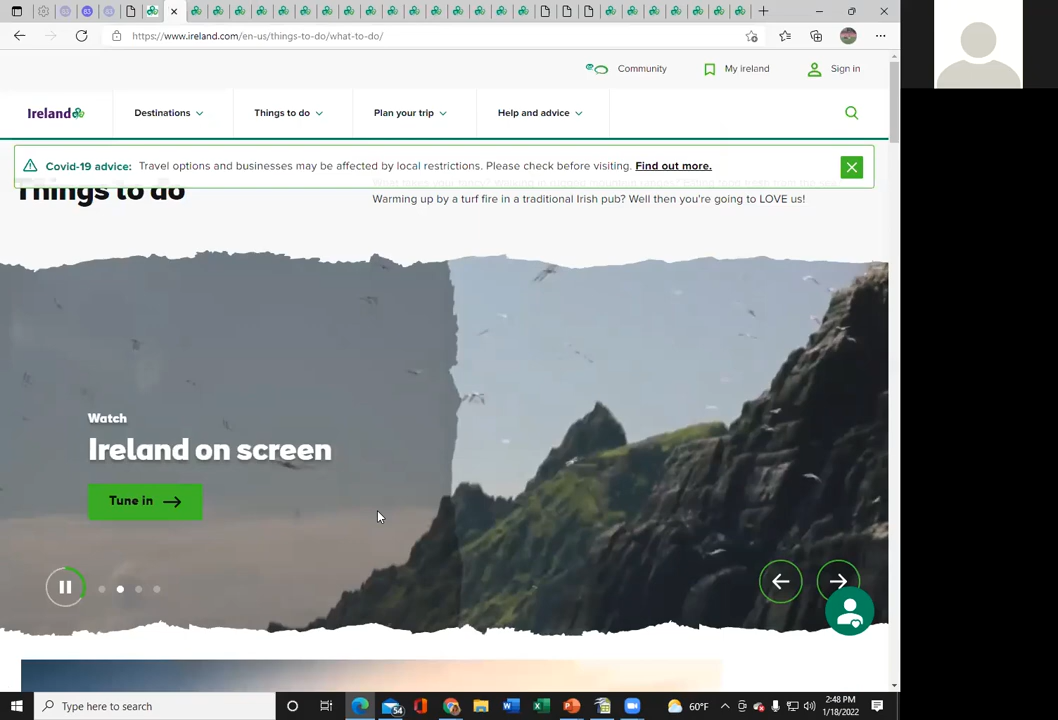 83
83
https://www.ireland.com/en-us/things-to-do/what-to-do/
Community
My ireland
Sign in
Ireland
Destinations
Things to do
Plan your trip
Help and advice
Covid-19 advice: Travel options and businesses may be affected by local restrictions. Please check before visiting. Find out more.
Things to do
Warming up by a turf fire in a traditional Irish pub? Well then you're going to LOVE us!
Watch
Ireland on screen
Tune in
Type here to search
54
60°F
2:48 PM
1/18/2022